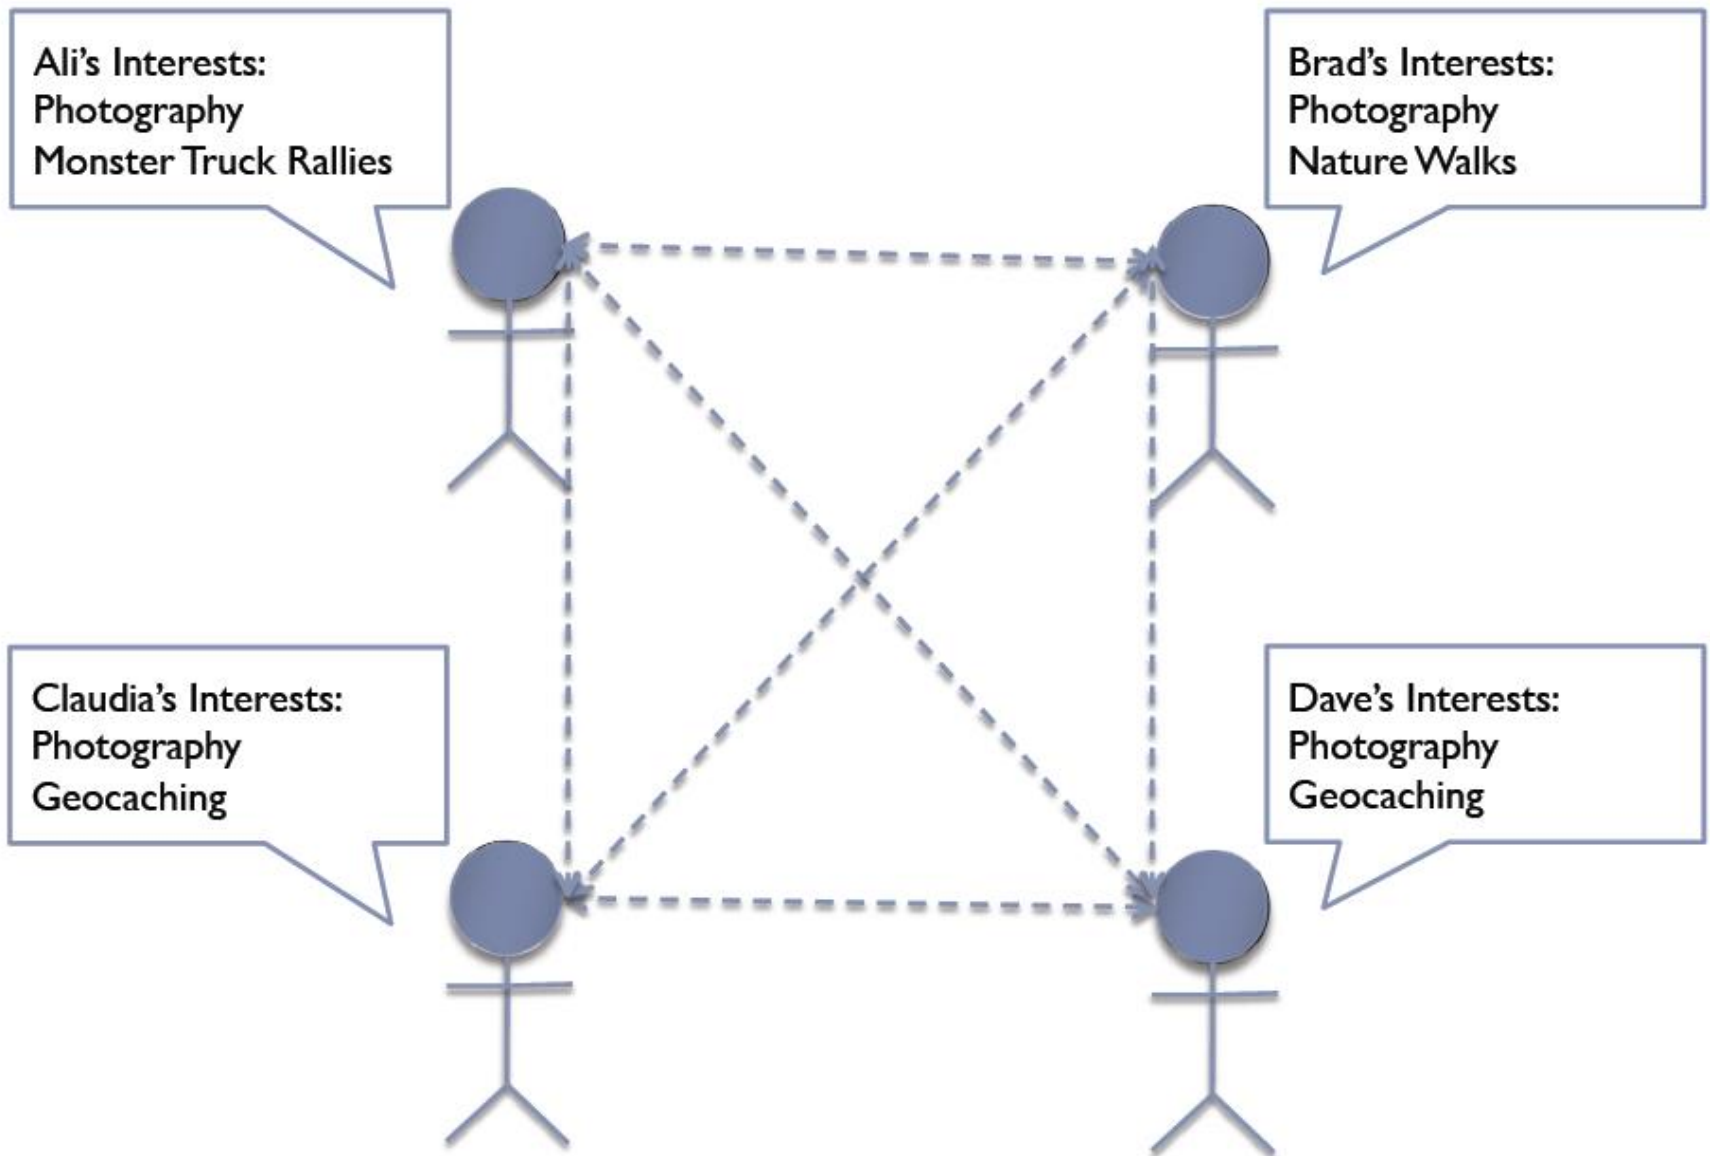 Ali’s Interests:
Photography
Monster Truck Rallies
Brad’s Interests:
Photography
Nature Walks
Claudia’s Interests:
Photography
Geocaching
Dave’s Interests:
Photography
Geocaching